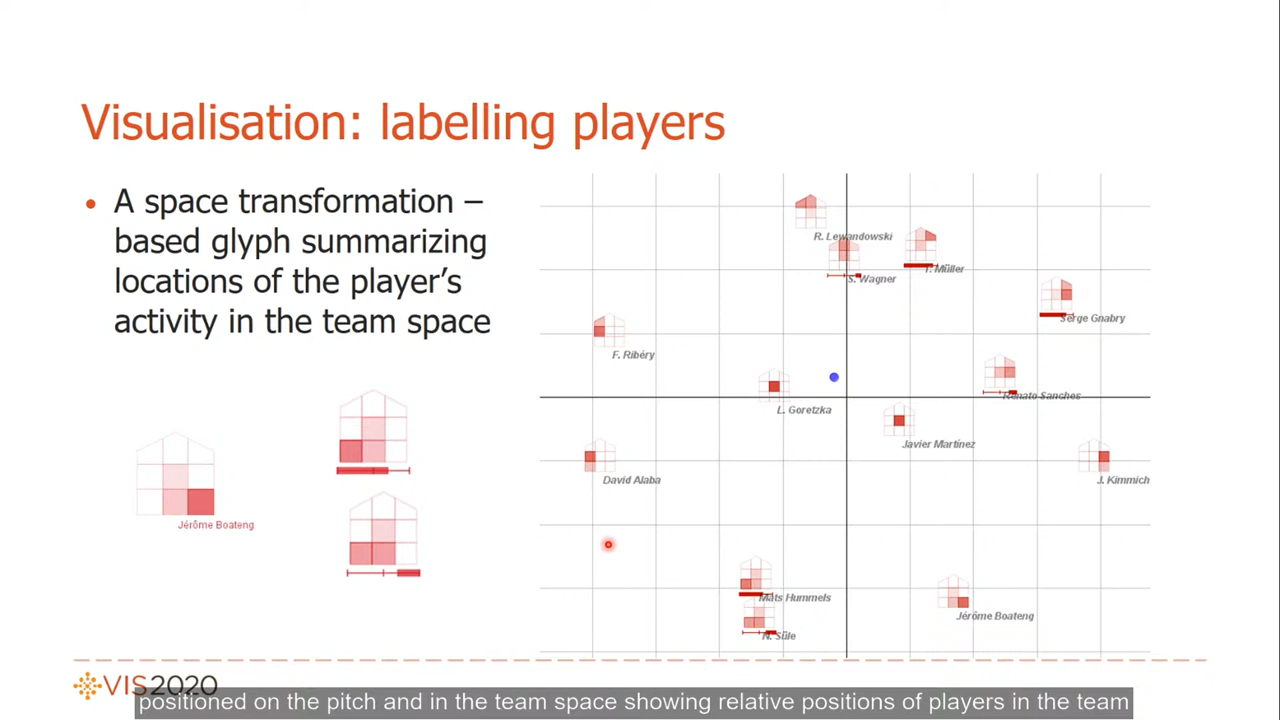 Visualisation: labelling players
• A space transformation –
based glyph summarizing
locations of the player's
activity in the team space
Jérôme Boateng
R. Lewandowski
S. Wagner
T. Müller
Serge Gnabry
F. Ribéry
Renato Sanches
L. Goretzka
Javier Martínez
David Alaba
J. Kimmich
Mats Hummels
N. Süle
Jérôme Boateng
VIS2020
positioned on the pitch and in the team space showing relative positions of players in the team